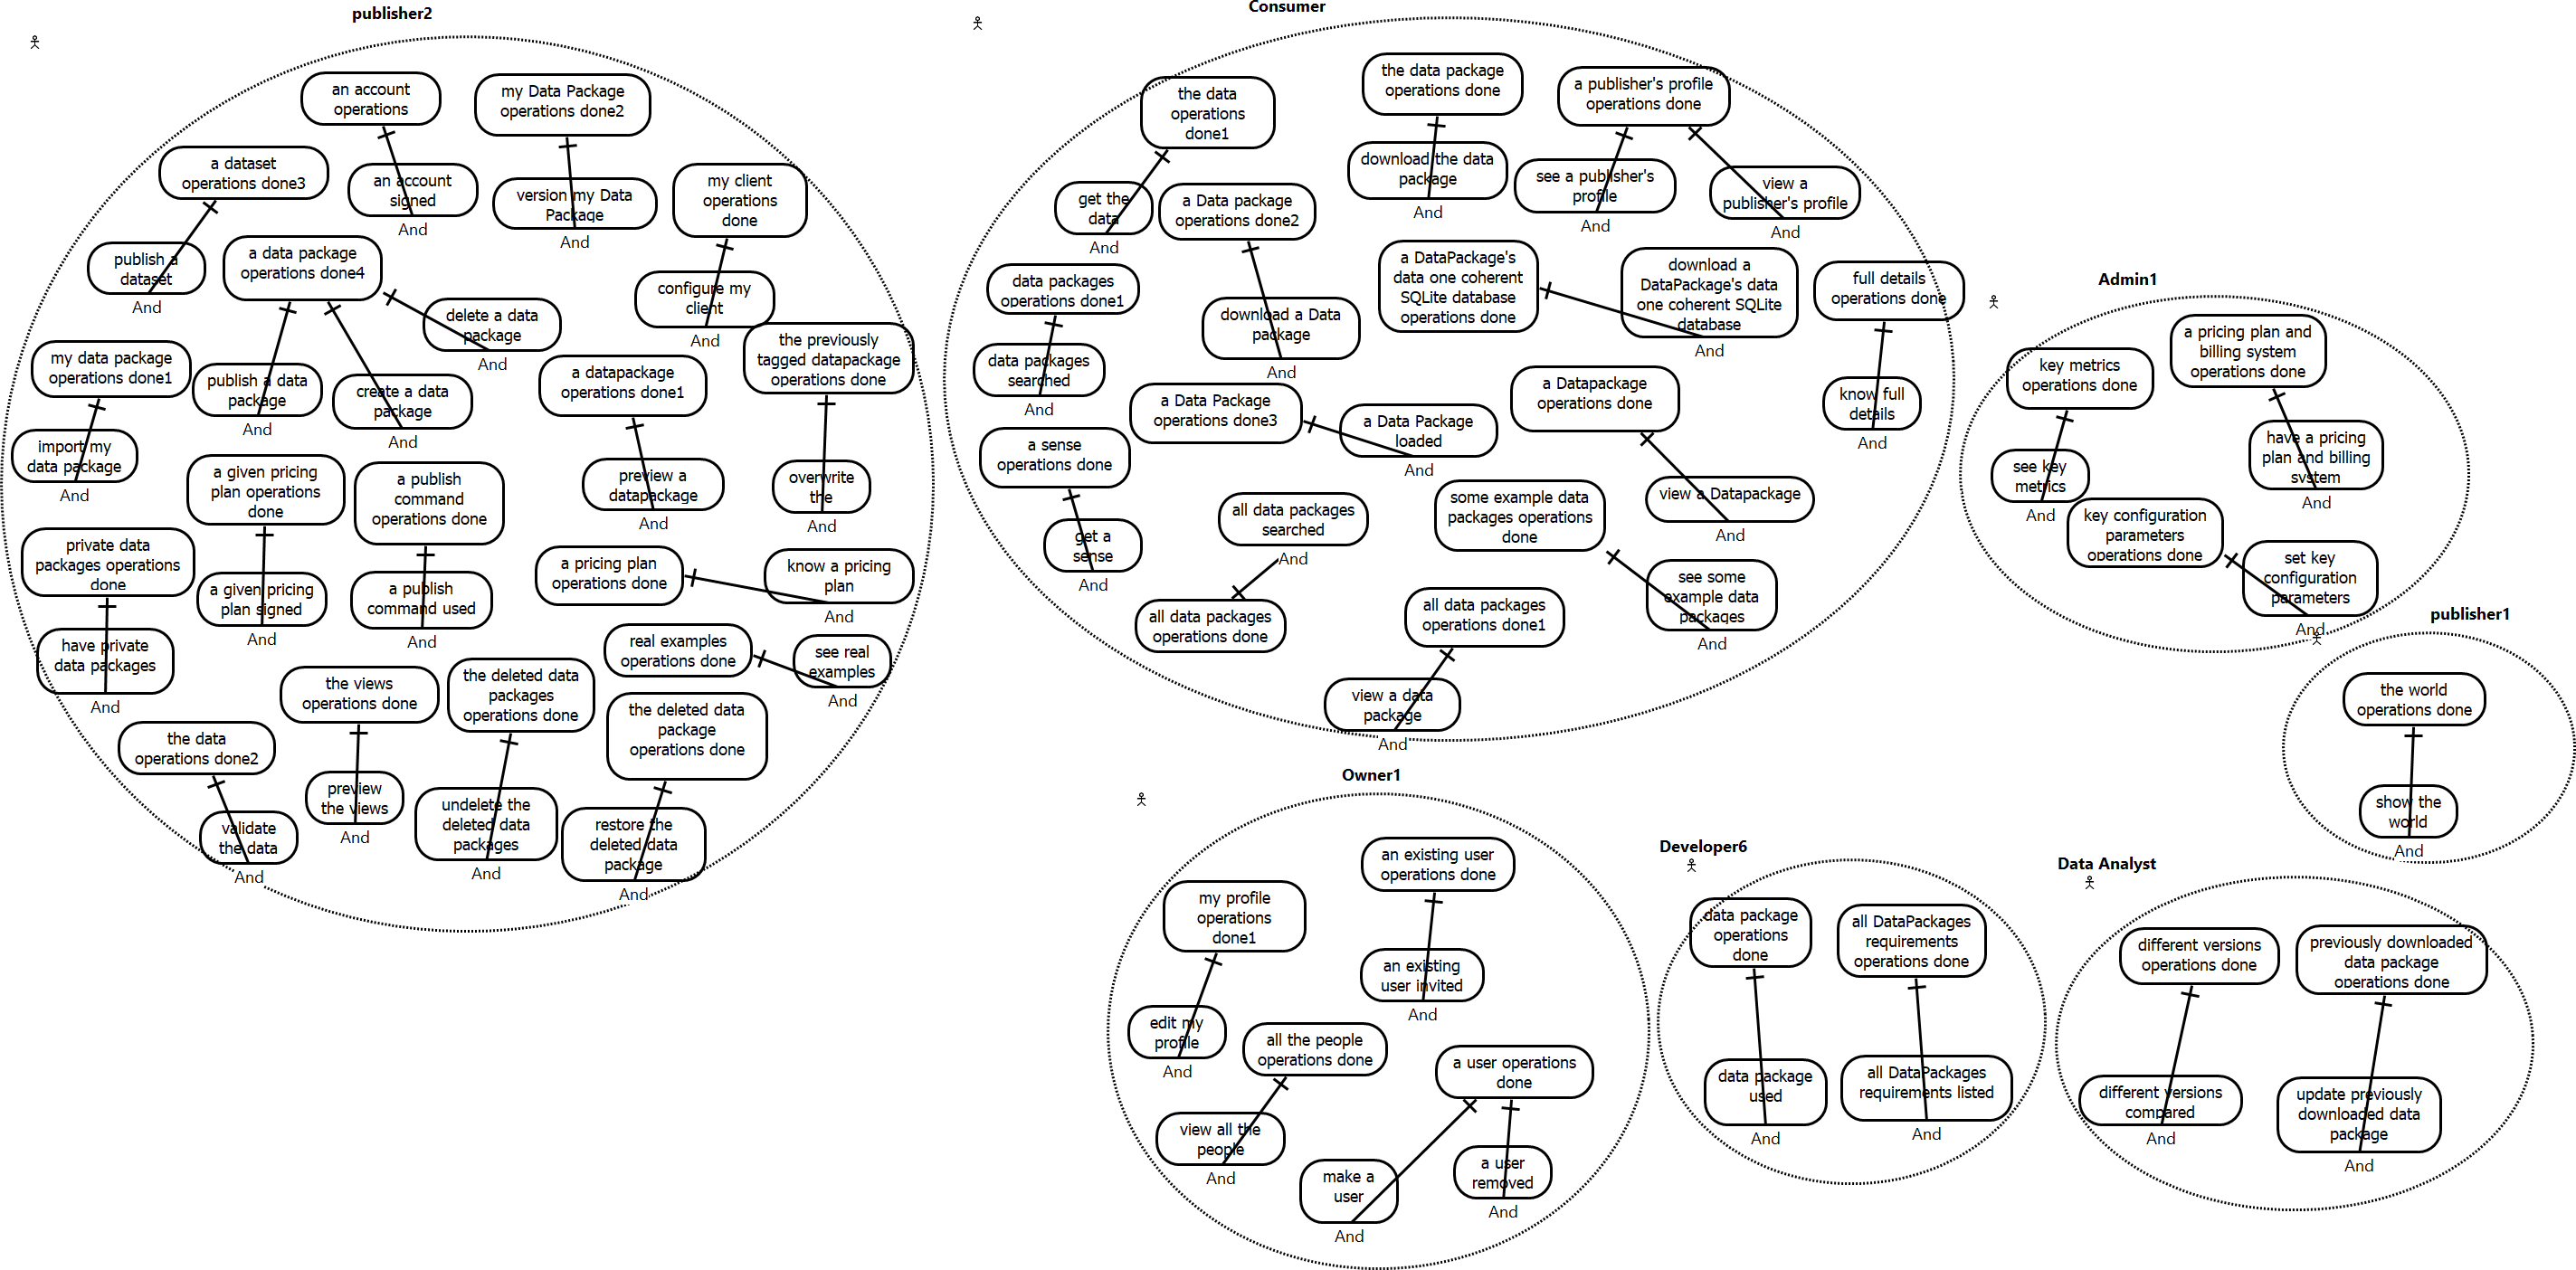 publisher2
an account
operations
my Data Package
operations done2
a dataset
operations done3
an account
signed
And
version my Data
Package
And
my client
operations
done
publish a
dataset
And
a data package
operations done4
configure my
client
And
delete a data
package
And
my data package
operations done1
publish a data
package
And
create a data
package
And
a datapackage
operations done1
the previously
tagged datapackage
operations done
import my
data package
And
a given pricing
plan operations
done
a publish
command
operations done
preview a
datapackage
And
overwrite
the
And
private data
packages operations
done
a given pricing
plan signed
And
a publish
command used
And
a pricing plan
operations done
know a pricing
plan
And
have private
data packages
And
real examples
operations done
see real
examples
And
the views
operations done
the deleted data
packages
operations done
the deleted data
package
operations done
the data
operations done2
preview
the views
And
undelete the
deleted data
packages
And
restore the
deleted data
package
And
validate
the data
And
Consumer
the data
operations
done1
the data package
operations done
a publisher's profile
operations done
get the
data
And
a Data package
operations done2
download the data
package
And
see a publisher's
profile
And
view a
publisher's profile
And
data packages
operations done1
download a Data
package
And
a DataPackage's
data one coherent
SQLite database
operations done
download a
DataPackage's data
one coherent SQLite
database
And
full details
operations done
data packages
searched
And
a Data Package
operations done3
a Data Package
loaded
And
a Datapackage
operations done
know full
details
And
a sense
operations done
all data packages
searched
And
some example data
packages operations
done
view a Datapackage
And
get a
sense
And
all data packages
operations done
all data packages
operations done1
see some
example data
packages
And
view a data
package
And
Admin1
key metrics
operations done
a pricing plan and
billing system
operations done
see key
metrics
And
have a pricing
plan and billing
system
And
key configuration
parameters
operations done
set key
configuration
parameters
And
publisher1
the world
operations done
show the
world
And
Owner1
an existing user
operations done
my profile
operations
done1
an existing
user invited
And
edit my
profile
And
all the people
operations done
a user operations
done
view all the
people
And
make a
user
And
a user
removed
And
Developer6
data package
operations
done
all DataPackages
requirements
operations done
data package
used
And
all DataPackages
requirements listed
And
Data Analyst
different versions
operations done
previously downloaded
data package
operations done
different versions
compared
And
update previously
downloaded data
package
And